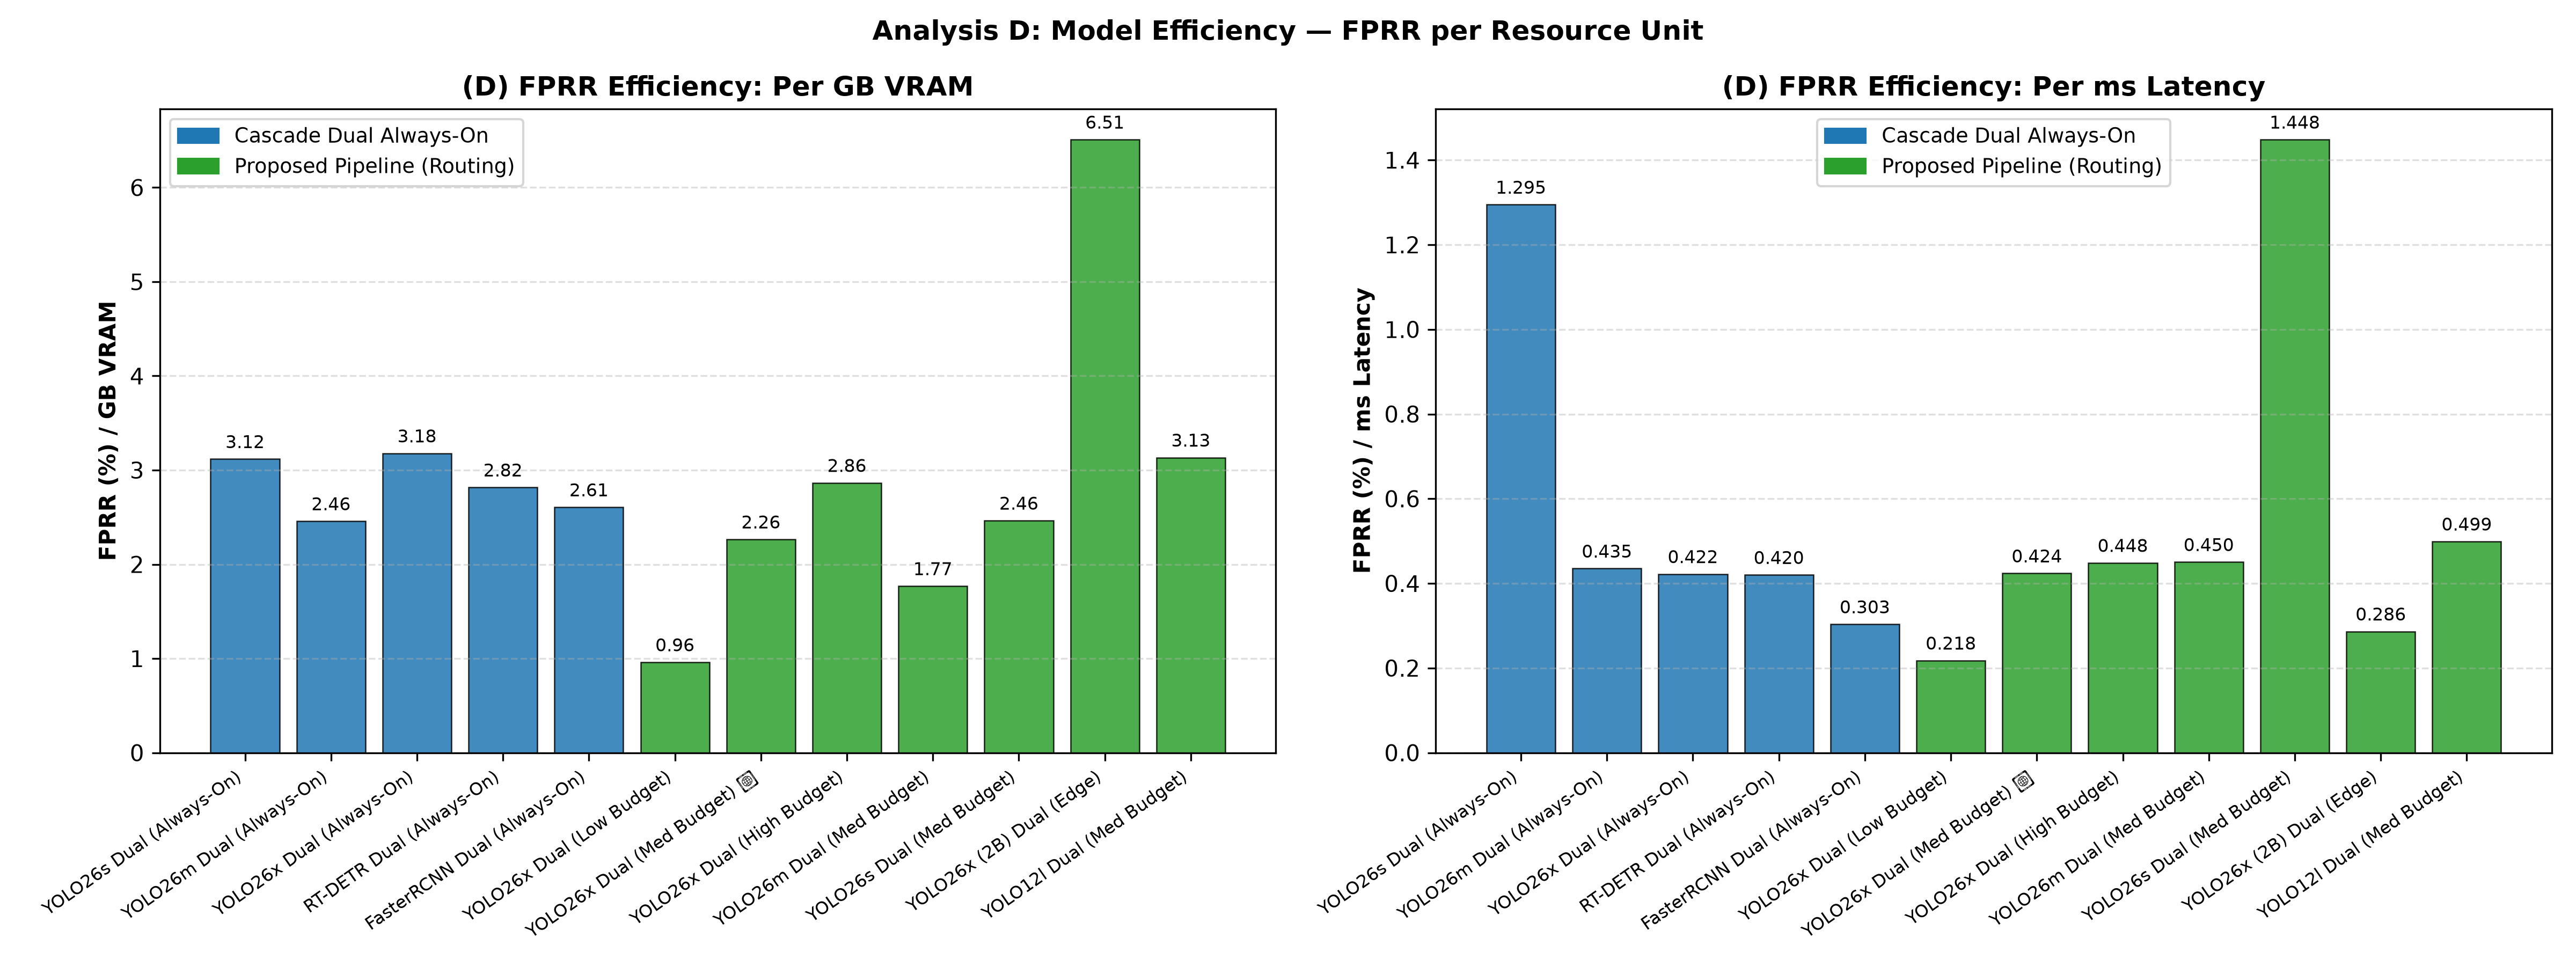 Analysis D: Model Efficiency — FPRR per Resource Unit
(D) FPRR Efficiency: Per GB VRAM
Cascade Dual Always-On
Proposed Pipeline (Routing)
FPRR (%) / GB VRAM
6
5
4
3
2
1
0
3.12
2.46
3.18
2.82
2.61
0.96
2.26
2.86
1.77
2.46
6.51
3.13
YOLO26s Dual (Always-On)
YOLO26m Dual (Always-On)
YOLO26x Dual (Always-On)
RT-DETR Dual (Always-On)
FasterRCNN Dual (Always-On)
YOLO26x Dual (Low Budget)
YOLO26x Dual (Med Budget)
YOLO26x Dual (High Budget)
YOLO26m Dual (Med Budget)
YOLO26s Dual (Med Budget)
YOLO26x (2B) Dual (Edge)
YOLO12l Dual (Med Budget)
(D) FPRR Efficiency: Per ms Latency
Cascade Dual Always-On
Proposed Pipeline (Routing)
FPRR (%) / ms Latency
1.4
1.2
1.0
0.8
0.6
0.4
0.2
0.0
1.295
0.435
0.422
0.420
0.303
0.218
0.424
0.448
0.450
1.448
0.286
0.499
YOLO26s Dual (Always-On)
YOLO26m Dual (Always-On)
YOLO26x Dual (Always-On)
RT-DETR Dual (Always-On)
FasterRCNN Dual (Always-On)
YOLO26x Dual (Low Budget)
YOLO26x Dual (Med Budget)
YOLO26x Dual (High Budget)
YOLO26m Dual (Med Budget)
YOLO26s Dual (Med Budget)
YOLO26x (2B) Dual (Edge)
YOLO12l Dual (Med Budget)